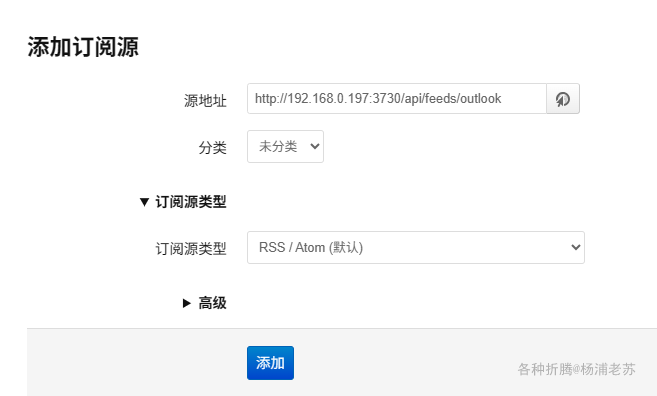 添加订阅源
源地址 http://192.168.0.197:3730/api/feeds/outlook
分类 未分类
▼ 订阅源类型
订阅源类型 RSS / Atom (默认)
▶ 高级
添加
各种折腾@杨浦老苏